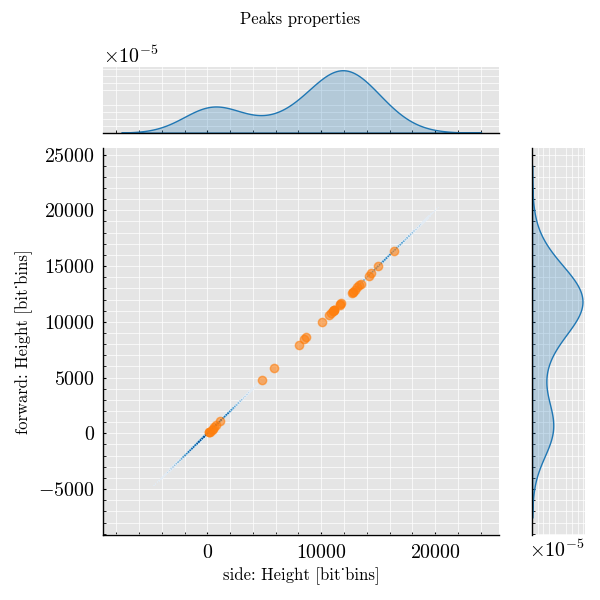 Peaks properties
×10⁻⁵
25000
20000
15000
10000
5000
0
−5000
forward: Height [bit˙bins]
0 10000 20000
×10⁻⁵
side: Height [bit˙bins]